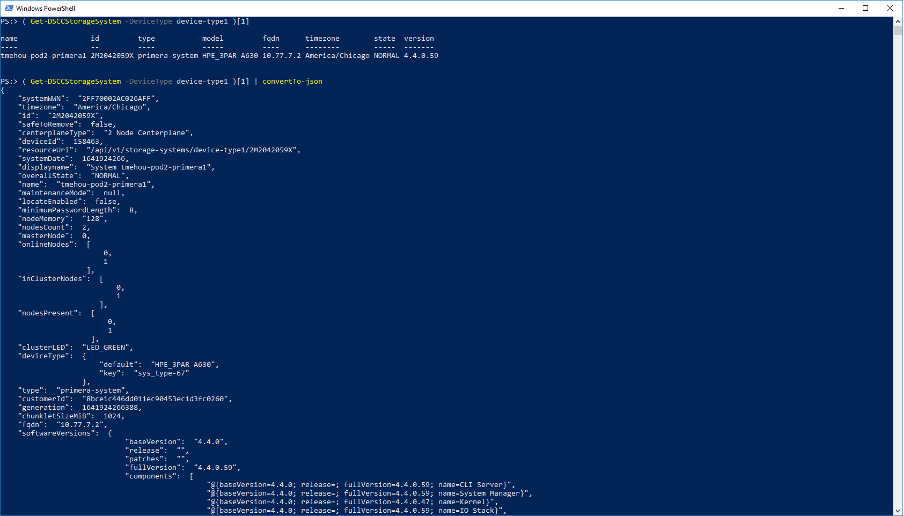 Windows PowerShell
PS:> ( Get-DSCCStorageSystem -DeviceType device-type1 )[1]
name id type model fqdn timezone state version
---- -- ---- ----- ---- -------- ----- -------
tmehou-pod2-primera1 2M2042059X primera-system HPE_3PAR A630 10.77.7.2 America/Chicago NORMAL 4.4.0.59
PS:> ( Get-DSCCStorageSystem -DeviceType device-type1 )[1] | convertTo-json
{
"systemWWN": "2FF70002AC026AFF",
"timezone": "America/Chicago",
"id": "2M2042059X",
"safeToRemove": false,
"centerplaneType": "2 Node Centerplane",
"deviceId": 158463,
"resourceUri": "/api/v1/storage-systems/device-type1/2M2042059X",
"systemDate": 1641924266,
"displayname": "System tmehou-pod2-primera1",
"overallState": "NORMAL",
"name": "tmehou-pod2-primera1",
"maintenanceMode": null,
"locateEnabled": false,
"minimumPasswordLength": 0,
"nodeMemory": "128",
"nodesCount": 2,
"masterNode": 0,
"onlineNodes": [
0,
1
],
"inClusterNodes": [
0,
1
],
"nodesPresent": [
0,
1
],
"clusterLED": "LED_GREEN",
"deviceType": {
"default": "HPE_3PAR A630",
"key": "sys_type-67"
},
"type": "primera-system",
"customerId": "8bce1c446dd011ec90453ec1d3fc0260",
"generation": 1641924266388,
"chunkletSizeMiB": 1024,
"fqdn": "10.77.7.2",
"softwareVersions": {
"baseVersion": "4.4.0",
"release": "",
"patches": "",
"fullVersion": "4.4.0.59",
"components": [
"@{baseVersion=4.4.0; release=; fullVersion=4.4.0.59; name=CLI Server}",
"@{baseVersion=4.4.0; release=; fullVersion=4.4.0.59; name=System Manager}",
"@{baseVersion=4.4.0; release=; fullVersion=4.4.0.47; name=Kernel}",
"@{baseVersion=4.4.0; release=; fullVersion=4.4.0.59; name=IO Stack}",